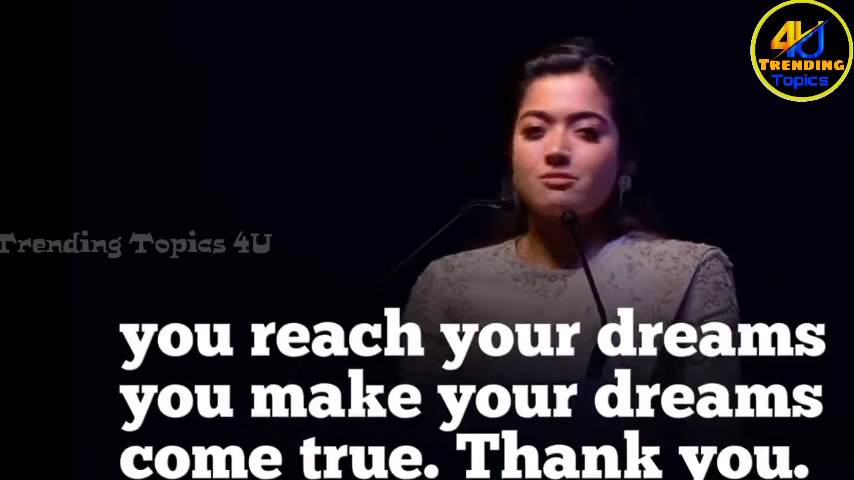 4U
TRENDING
Topics
Trending Topics 4U
you reach your dreams
you make your dreams
come true. Thank you.